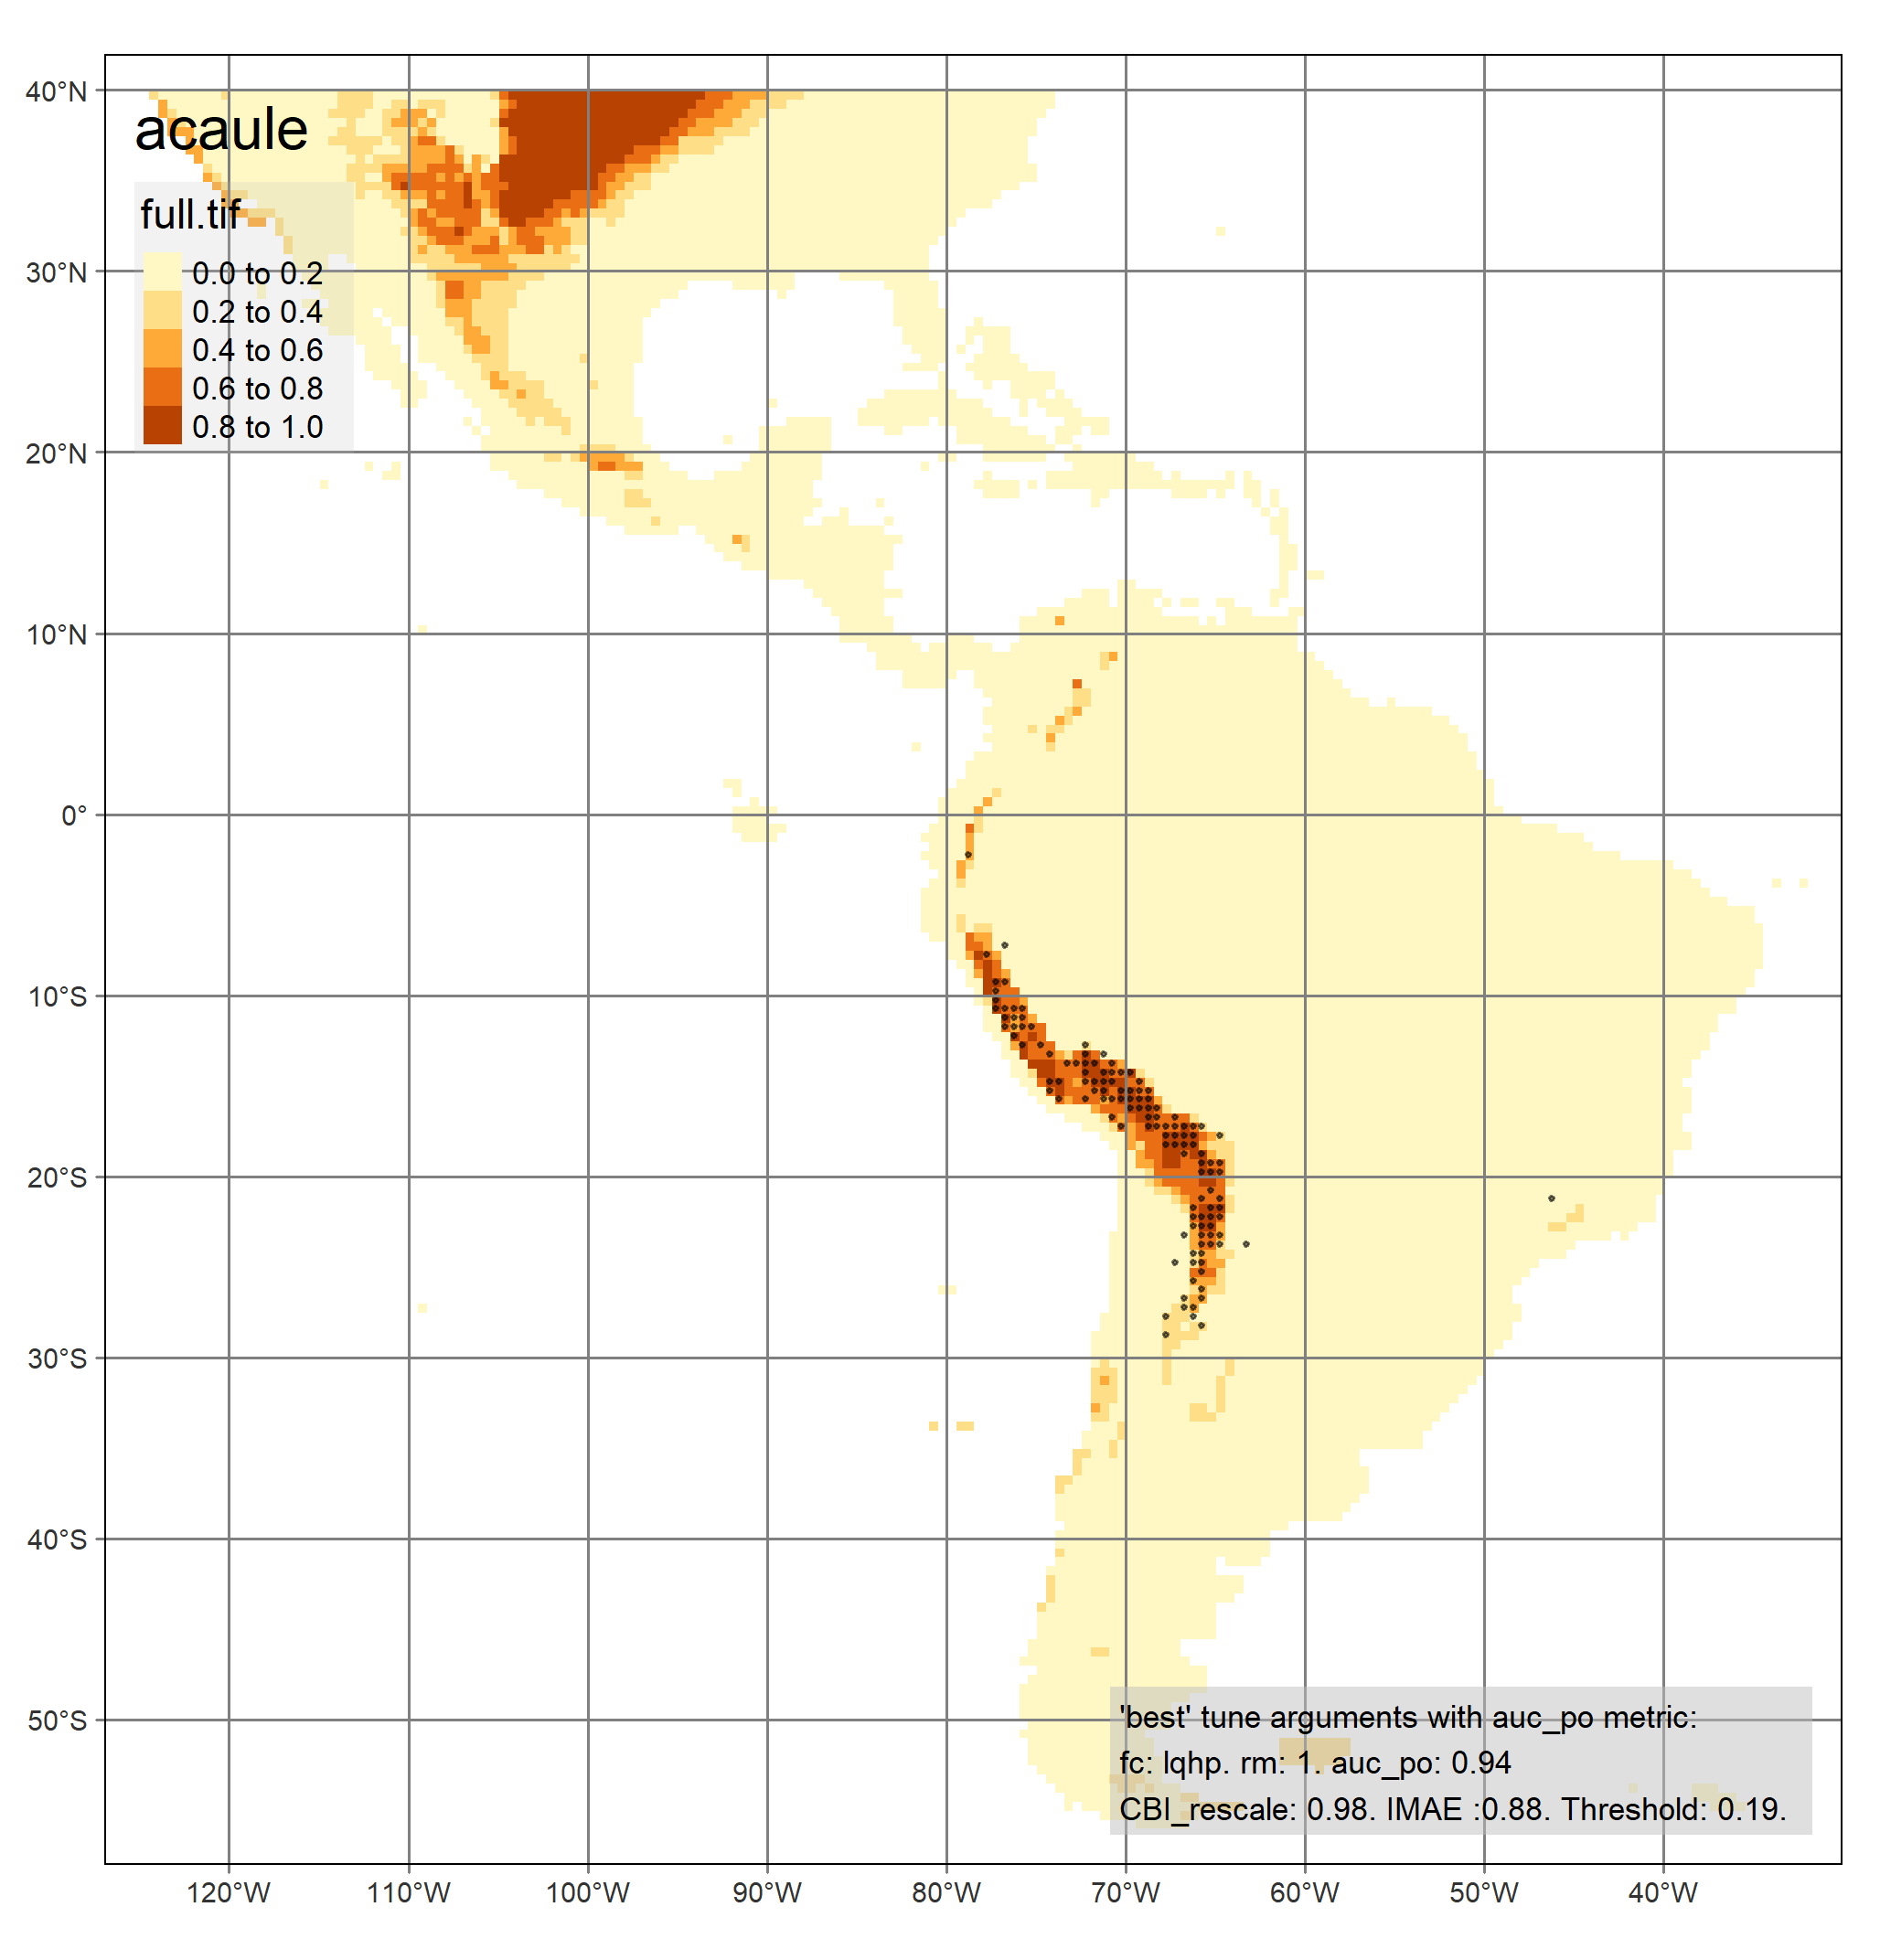 acaule
full.tif
0.0 to 0.2
0.2 to 0.4
0.4 to 0.6
0.6 to 0.8
0.8 to 1.0
40°N
30°N
20°N
10°N
0°
10°S
20°S
30°S
40°S
50°S
'best' tune arguments with auc_po metric:
fc: lqhp. rm: 1. auc_po: 0.94
CBI_rescale: 0.98. IMAE :0.88. Threshold: 0.19.
120°W 110°W 100°W 90°W 80°W 70°W 60°W 50°W 40°W